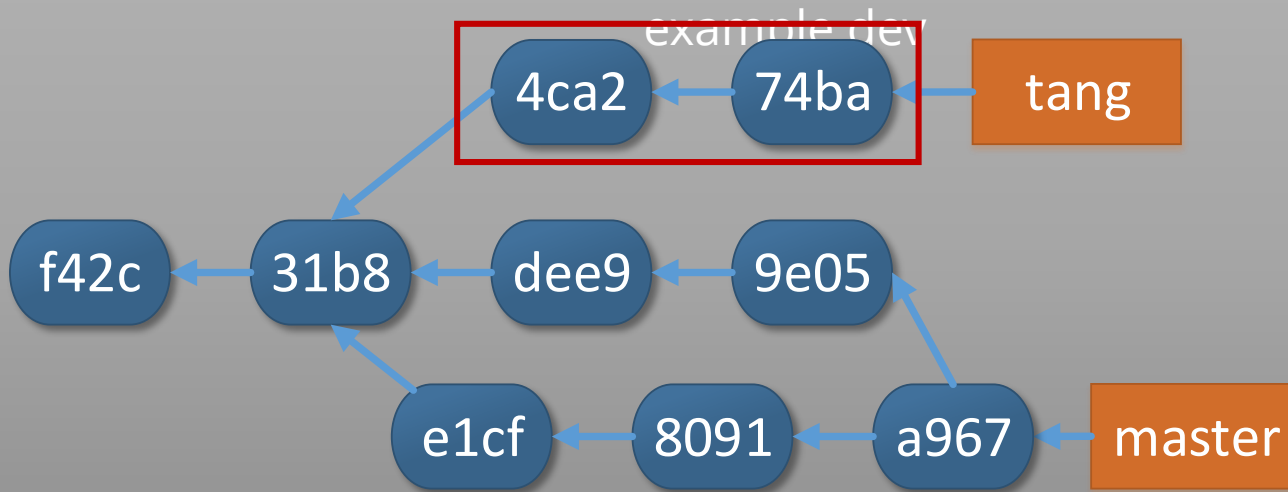 example dev
4ca2 74ba tang
f42c 31b8 dee9 9e05
e1cf 8091 a967 master